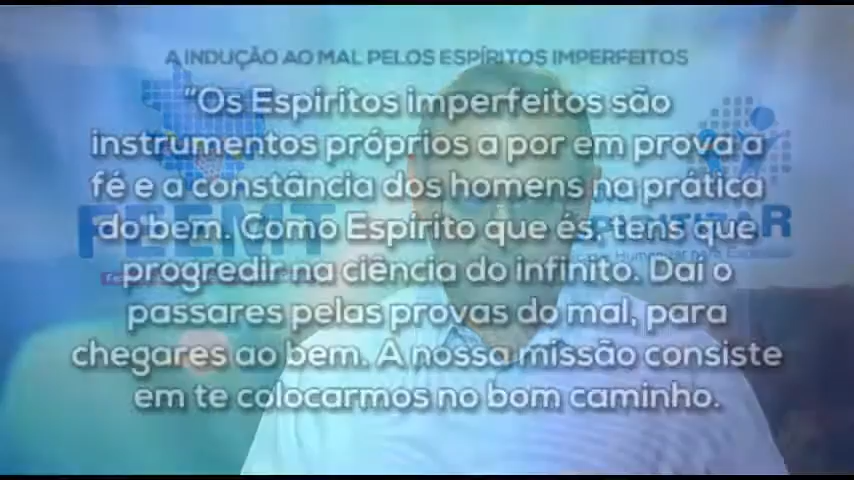 A INDUÇÃO AO MAL PELOS ESPÍRITOS IMPERFEITOS
“Os Espiritos imperfeitos são
instrumentos próprios a por em prova a
fé e a constância dos homens na prática
do bem. Como Espírito que és, tens que
progredir na ciência do infinito. Daí o
passares pelas provas do mal, para
chegares ao bem. A nossa missão consiste
em te colocarmos no bom caminho.
FEEMT